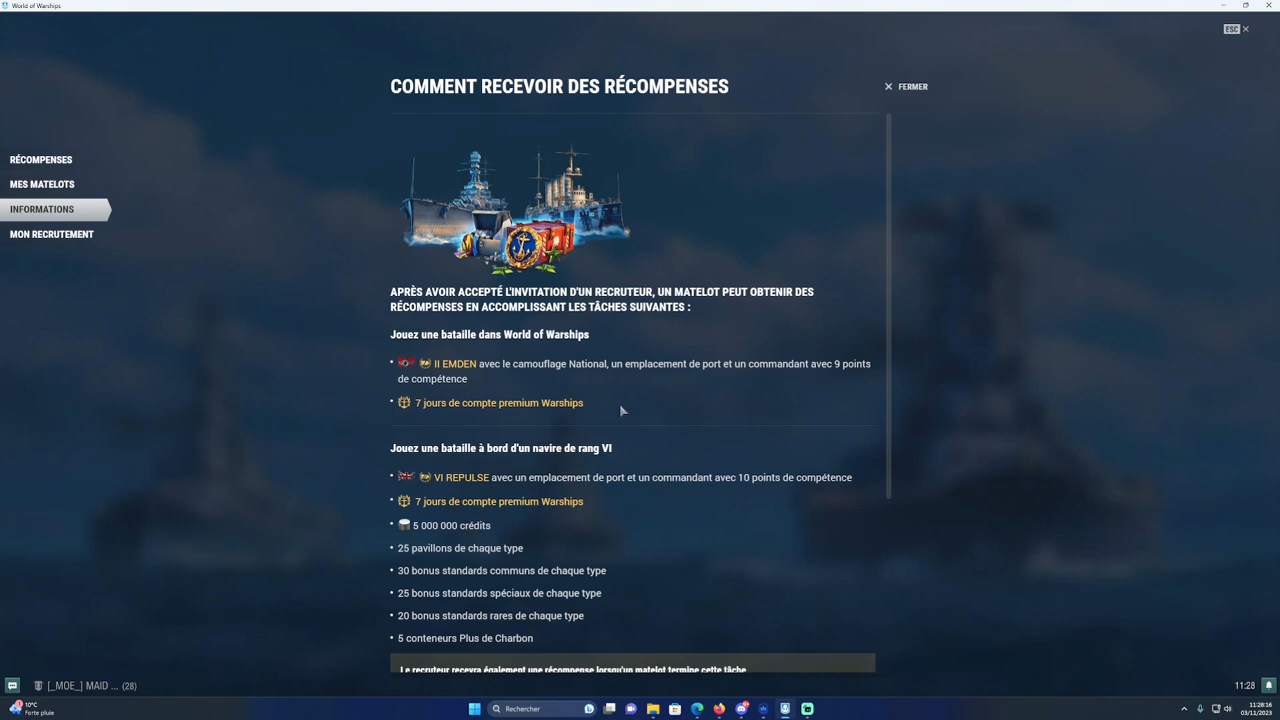 World of Warships
ESC
COMMENT RECEVOIR DES RÉCOMPENSES
FERMER
RÉCOMPENSES
MES MATELOTS
INFORMATIONS
MON RECRUTEMENT
APRÈS AVOIR ACCEPTÉ L'INVITATION D'UN RECRUTEUR, UN MATELOT PEUT OBTENIR DES
RÉCOMPENSES EN ACCOMPLISSANT LES TÂCHES SUIVANTES :
Jouez une bataille dans World of Warships
• II EMDEN avec le camouflage National, un emplacement de port et un commandant avec 9 points
de compétence
• 7 jours de compte premium Warships
Jouez une bataille à bord d'un navire de rang VI
• VI REPULSE avec un emplacement de port et un commandant avec 10 points de compétence
• 7 jours de compte premium Warships
• 5 000 000 crédits
• 25 pavillons de chaque type
• 30 bonus standards communs de chaque type
• 25 bonus standards spéciaux de chaque type
• 20 bonus standards rares de chaque type
• 5 conteneurs Plus de Charbon
Le recruteur recevra également une récompense lorsqu'un matelot termine cette tâche
[_MOE_] MAID ... (28)
11:28
10°C
Forte pluie
Rechercher
11:28:16
03/11/2023